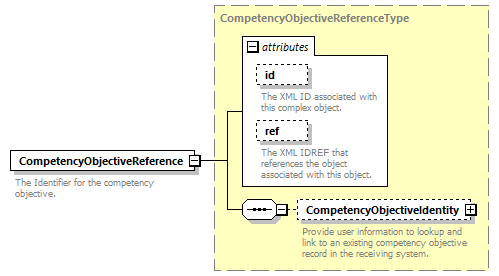 CompetencyObjectiveReferenceType
attributes
id
The XML ID associated with
this complex object.
ref
The XML IDREF that
references the object
associated with this object.
CompetencyObjectiveReference
The Identifier for the competency
objective.
CompetencyObjectiveIdentity
Provide user information to lookup and
link to an existing competency objective
record in the receiving system.